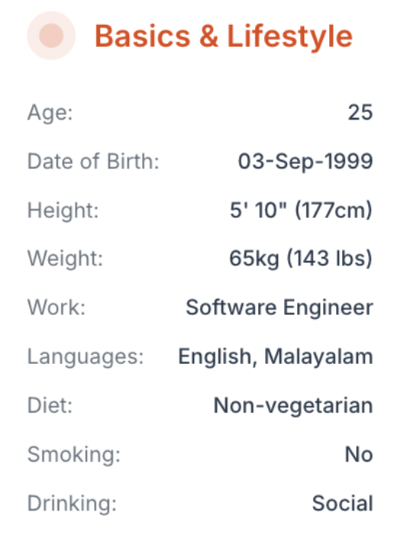 Basics & Lifestyle
Age: 25
Date of Birth: 03-Sep-1999
Height: 5' 10" (177cm)
Weight: 65kg (143 lbs)
Work: Software Engineer
Languages: English, Malayalam
Diet: Non-vegetarian
Smoking: No
Drinking: Social